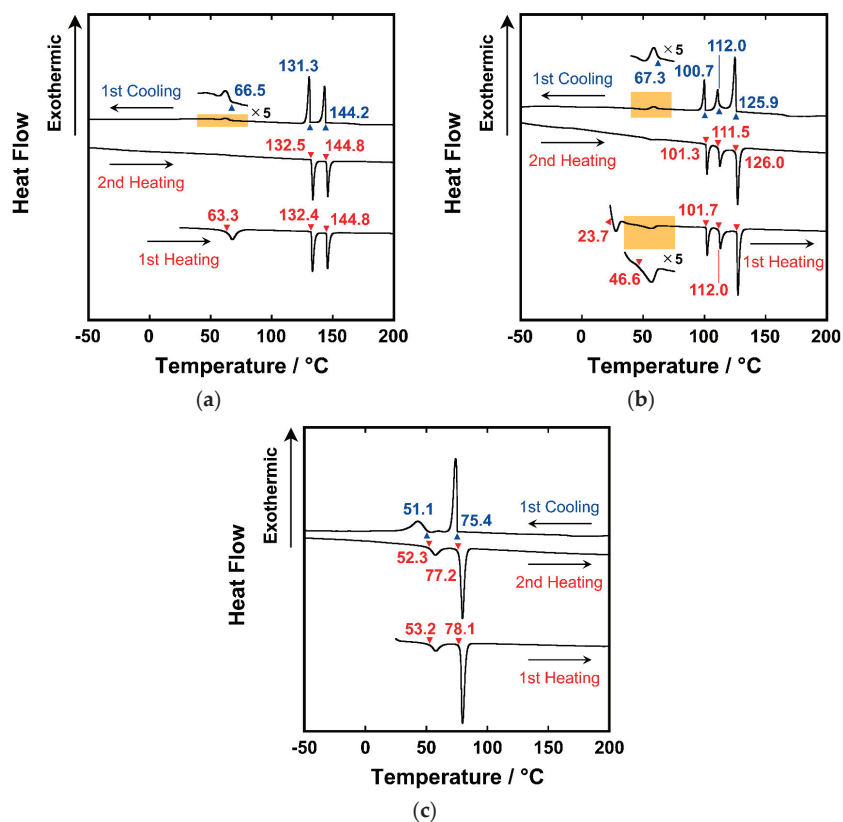 Heat Flow
Exothermic
1st Cooling
66.5
×5
131.3
144.2
132.5
144.8
2nd Heating
63.3
132.4
144.8
1st Heating
-50
0
50
100
150
200
Temperature / °C
(a)
Heat Flow
Exothermic
1st Cooling
×5
67.3
100.7
112.0
125.9
2nd Heating
101.3
111.5
126.0
23.7
101.7
×5
46.6
112.0
1st Heating
-50
0
50
100
150
200
Temperature / °C
(b)
Heat Flow
Exothermic
51.1
75.4
1st Cooling
52.3
77.2
2nd Heating
53.2
78.1
1st Heating
-50
0
50
100
150
200
Temperature / °C
(c)